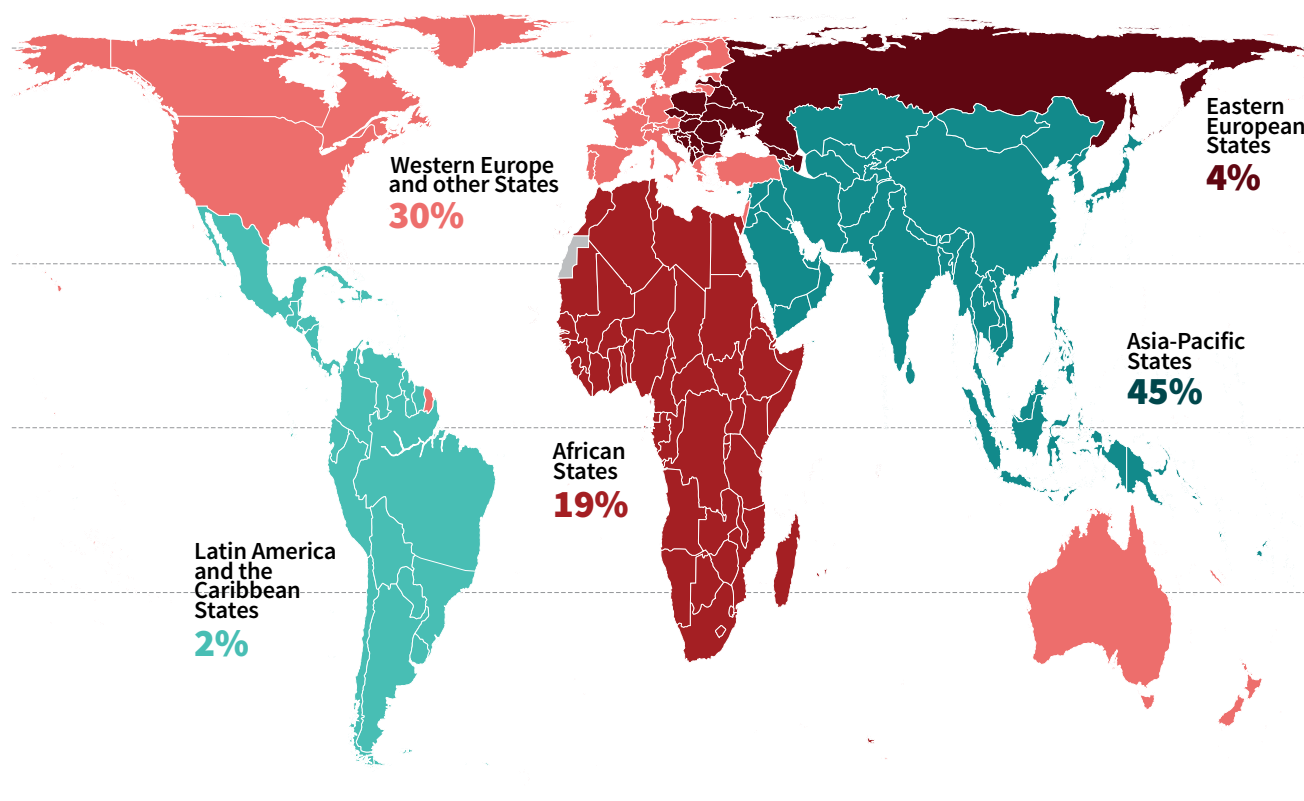 Western Europe
and other States
30%
Eastern
European
States
4%
Asia-Pacific
States
45%
African
States
19%
Latin America
and the
Caribbean
States
2%